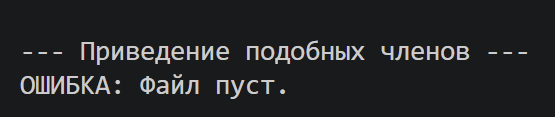 --- Приведение подобных членов ---
ОШИБКА: Файл пуст.